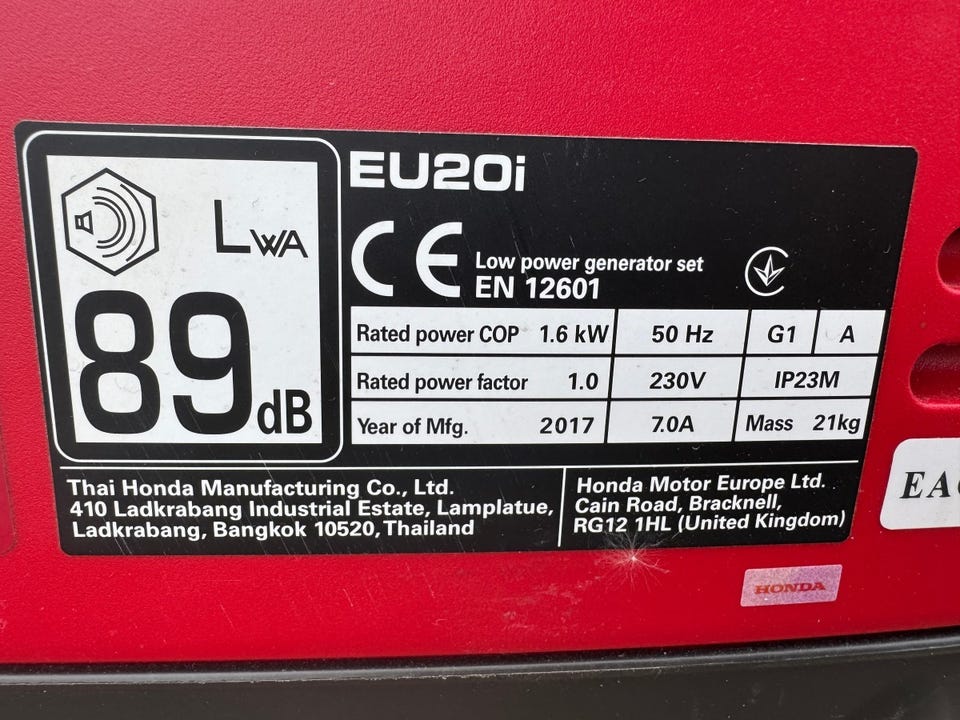 LWA
89dB
EU20i
CE Low power generator set
EN 12601
Rated power COP 1.6 kW 50 Hz G1 A
Rated power factor 1.0 230V IP23M
Year of Mfg. 2017 7.0A Mass 21kg
Thai Honda Manufacturing Co., Ltd.
410 Ladkrabang Industrial Estate, Lamplatue,
Ladkrabang, Bangkok 10520, Thailand
Honda Motor Europe Ltd.
Cain Road, Bracknell,
RG12 1HL (United Kingdom)
HONDA